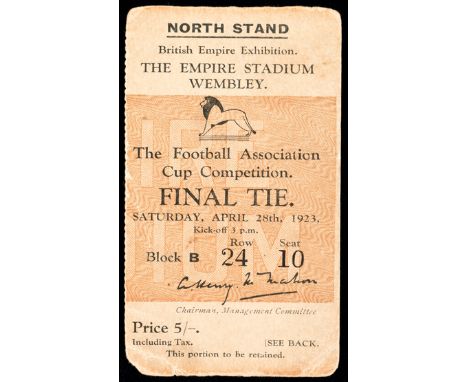 NORTH STAND
British Empire Exhibition.
THE EMPIRE STADIUM
WEMBLEY.
The Football Association
Cup Competition.
FINAL TIE.
SATURDAY, APRIL 28th, 1923.
Kick-off 3 p.m.
Row Seat
Block B 24 10
A Henry McMahon
Chairman, Management Committee
Price 5/-.
Including Tax. [SEE BACK.
This portion to be retained.